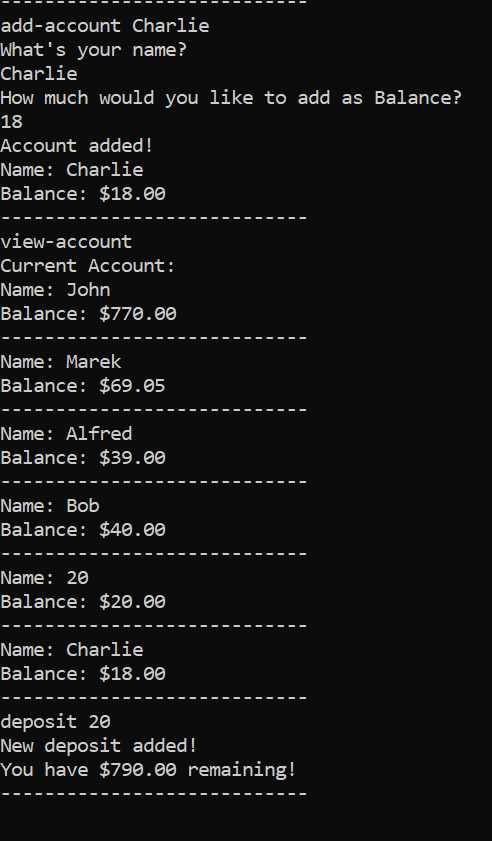 ----------------------------
add-account Charlie
What's your name?
Charlie
How much would you like to add as Balance?
18
Account added!
Name: Charlie
Balance: $18.00
----------------------------
view-account
Current Account:
Name: John
Balance: $770.00
----------------------------
Name: Marek
Balance: $69.05
----------------------------
Name: Alfred
Balance: $39.00
----------------------------
Name: Bob
Balance: $40.00
----------------------------
Name: 20
Balance: $20.00
----------------------------
Name: Charlie
Balance: $18.00
----------------------------
deposit 20
New deposit added!
You have $790.00 remaining!
----------------------------